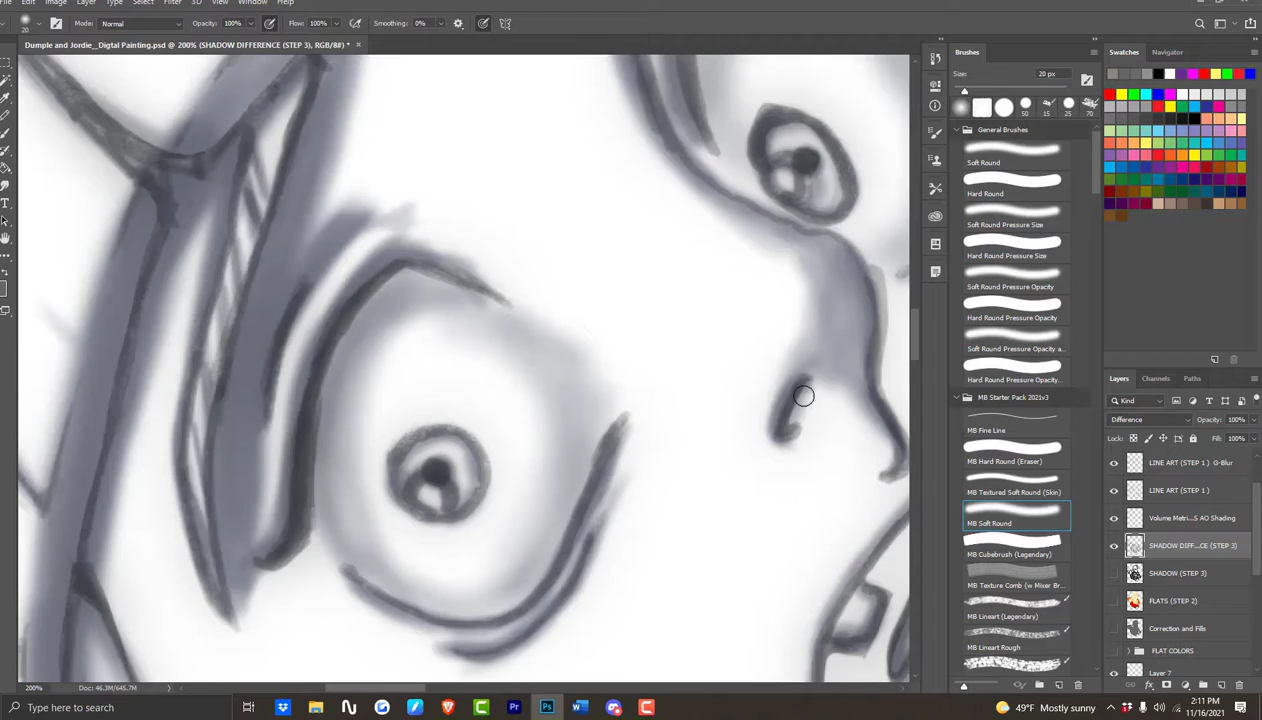 File Edit Image Layer Type Select Filter 3D View Window Help
20 Mode: Normal Opacity: 100% Flow: 100% Smoothing: 0%
Dumple and Jordie__Digtal Painting.psd @ 200% (SHADOW DIFFERENCE (STEP 3), RGB/8#) *
Brushes
Size: 20 px
50 15 25 70
General Brushes
Soft Round
Hard Round
Soft Round Pressure Size
Hard Round Pressure Size
Soft Round Pressure Opacity
Hard Round Pressure Opacity
Soft Round Pressure Opacity a...
Hard Round Pressure Opacity...
MB Starter Pack 2021v3
MB Fine Line
MB Hard Round (Eraser)
MB Textured Soft Round (Skin)
MB Soft Round
MB Cubebrush (Legendary)
MB Texture Comb (w Mixer Br...
MB Lineart (Legendary)
MB Lineart Rough
Swatches Navigator
Layers Channels Paths
Kind
Difference Opacity: 100%
Lock: Fill: 100%
LINE ART (STEP 1 ) G-Blur
LINE ART (STEP 1 )
Volume Metri...S AO Shading
SHADOW DIFF...CE (STEP 3)
SHADOW (STEP 3)
FLATS (STEP 2)
Correction and Fills
FLAT COLORS
Layer 7
200% Doc: 46.3M/645.7M
Type here to search
49°F Mostly sunny
2:11 PM
11/16/2021